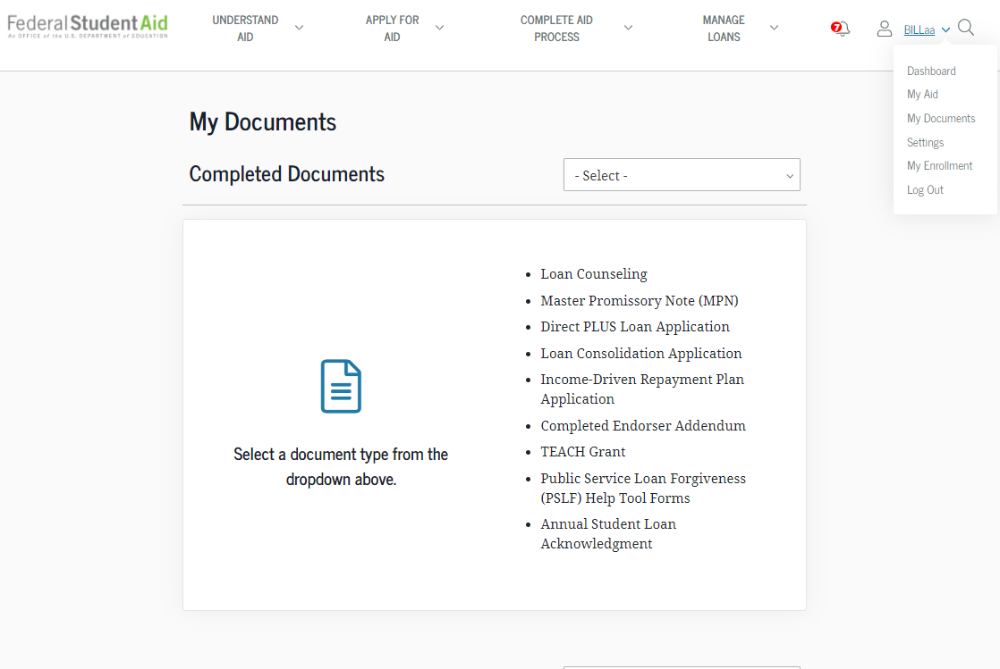 Federal Student Aid
An OFFICE of the U.S. DEPARTMENT of EDUCATION
UNDERSTAND
AID
APPLY FOR
AID
COMPLETE AID
PROCESS
MANAGE
LOANS
7
BILLaa
Dashboard
My Aid
My Documents
Settings
My Enrollment
Log Out
My Documents
Completed Documents
- Select -
Select a document type from the
dropdown above.
Loan Counseling
Master Promissory Note (MPN)
Direct PLUS Loan Application
Loan Consolidation Application
Income-Driven Repayment Plan
Application
Completed Endorser Addendum
TEACH Grant
Public Service Loan Forgiveness
(PSLF) Help Tool Forms
Annual Student Loan
Acknowledgment